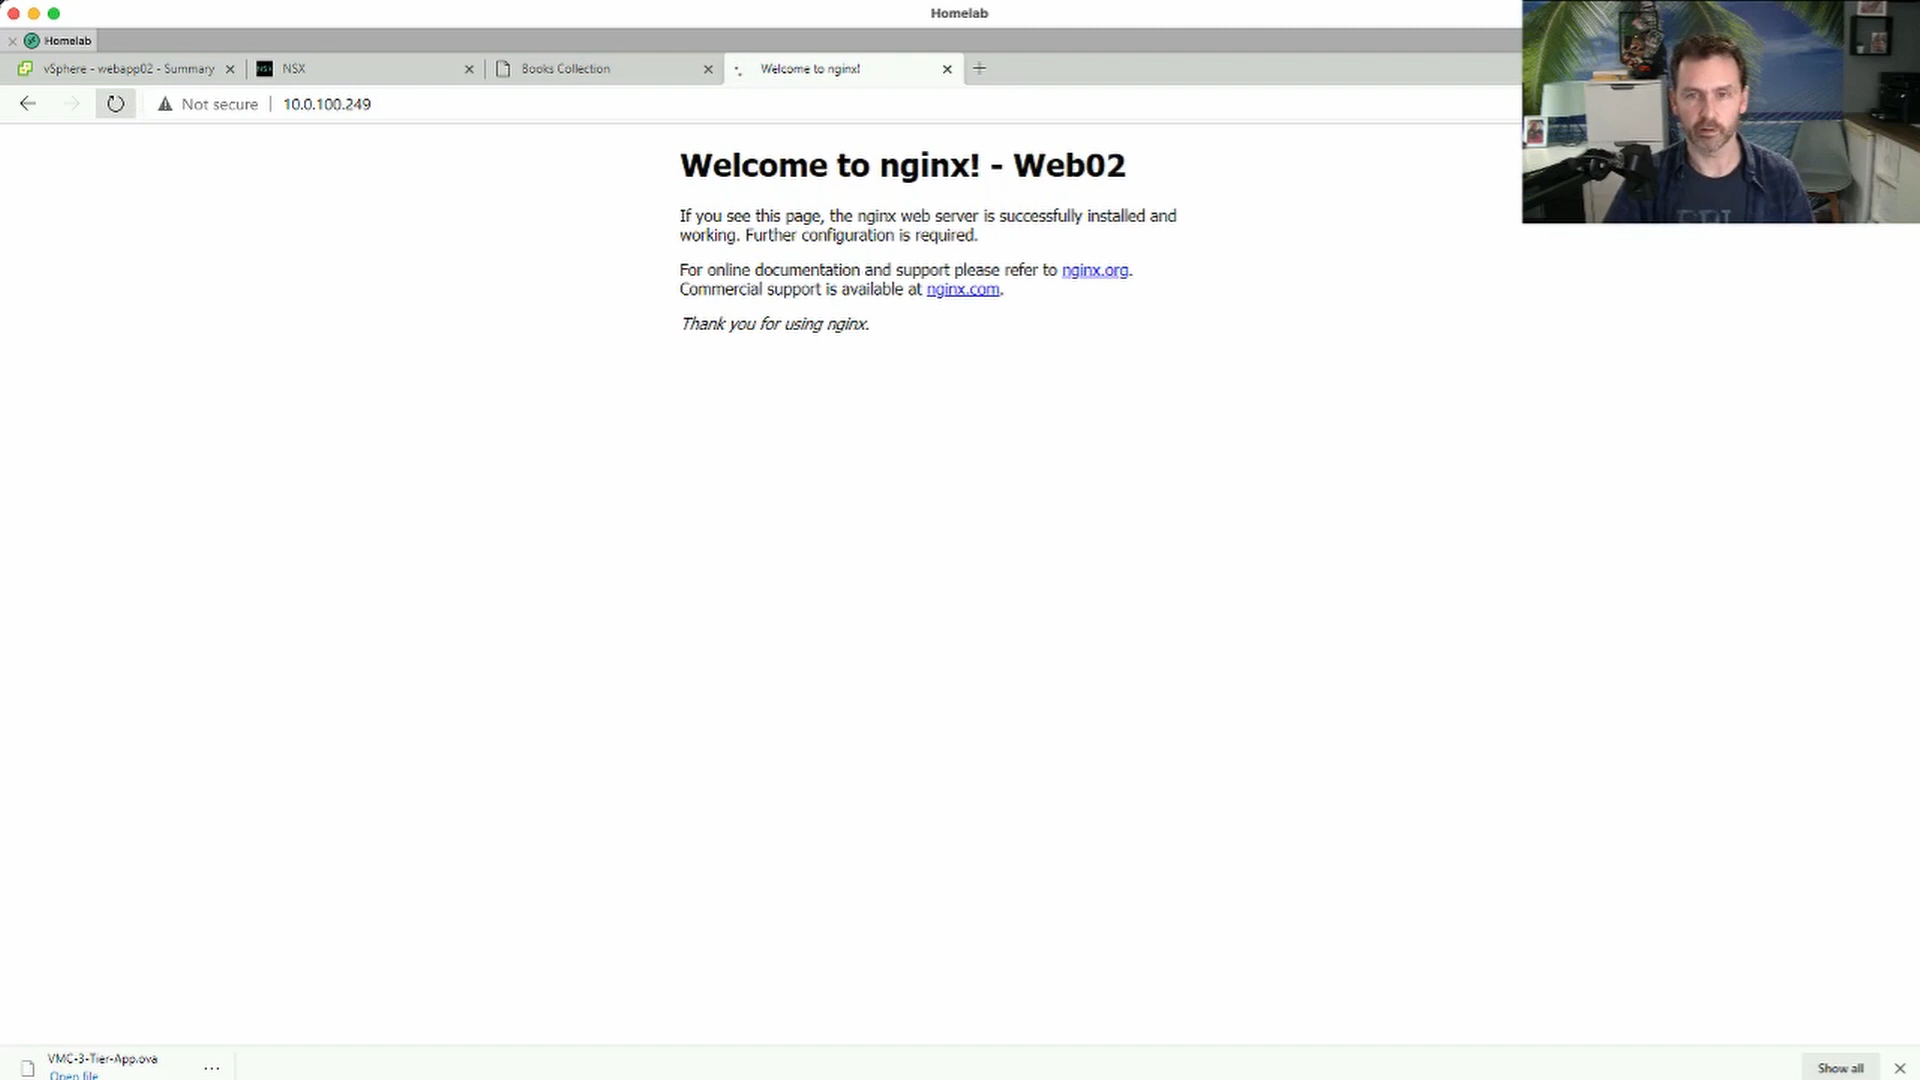 Homelab
Homelab
vSphere - webapp02 - Summary
NSX
NSX
Books Collection
Welcome to nginx!
Not secure
10.0.100.249
Welcome to nginx! - Web02
If you see this page, the nginx web server is successfully installed and
working. Further configuration is required.
For online documentation and support please refer to nginx.org.
Commercial support is available at nginx.com.
Thank you for using nginx.
VMC-3-Tier-App.ova
Open file
Show all